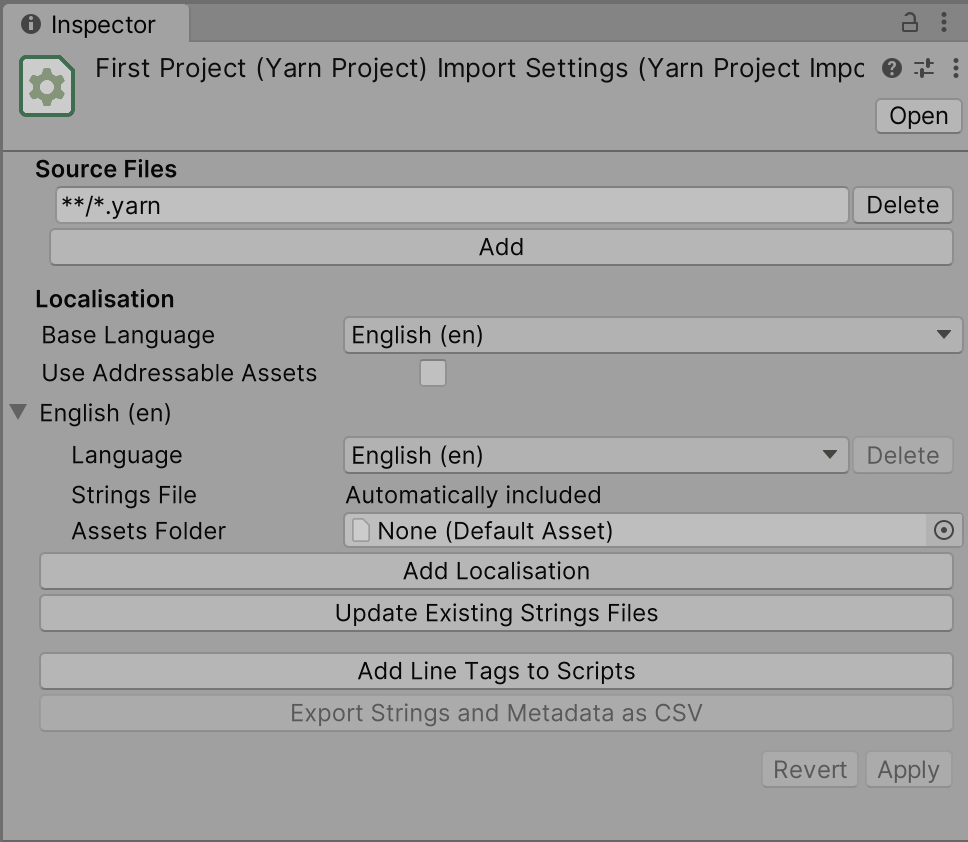 Inspector
First Project (Yarn Project) Import Settings (Yarn Project Impo
Open
Source Files
**/*.yarn
Delete
Add
Localisation
Base Language English (en)
Use Addressable Assets
English (en)
Language English (en) Delete
Strings File Automatically included
Assets Folder None (Default Asset)
Add Localisation
Update Existing Strings Files
Add Line Tags to Scripts
Export Strings and Metadata as CSV
Revert Apply